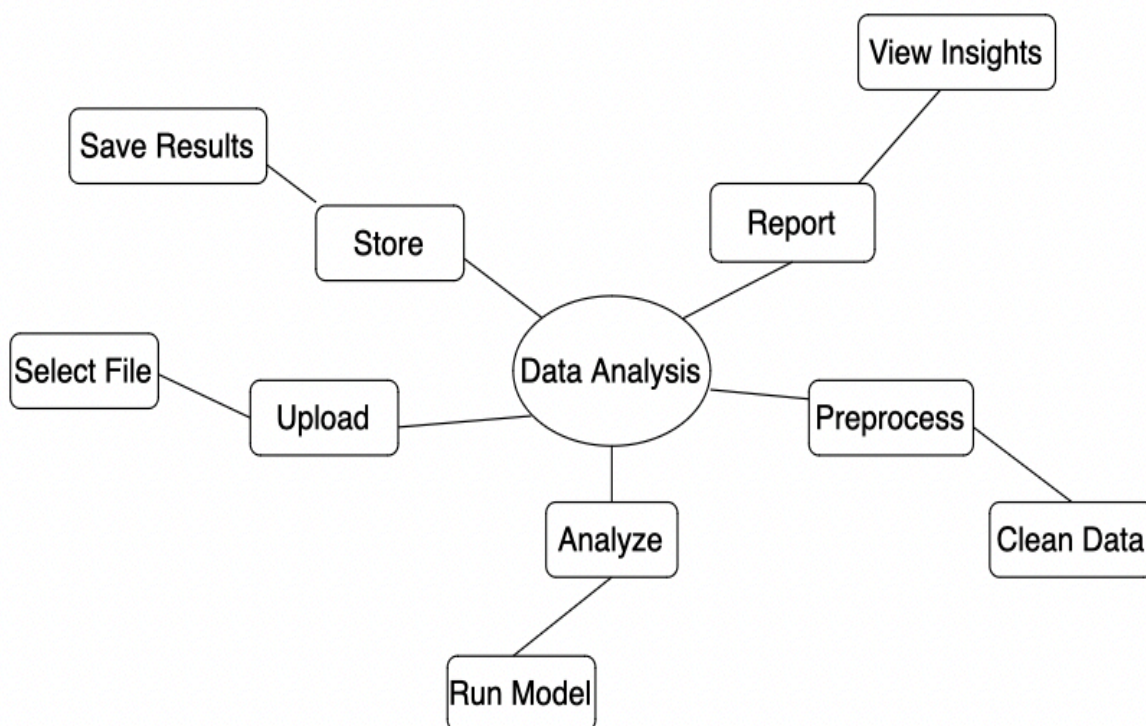 View Insights
Save Results
Report
Store
Data Analysis
Select File
Upload
Preprocess
Analyze
Clean Data
Run Model